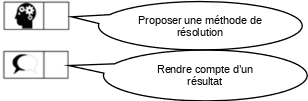 Proposer une méthode de
résolution
Rendre compte d'un
résultat